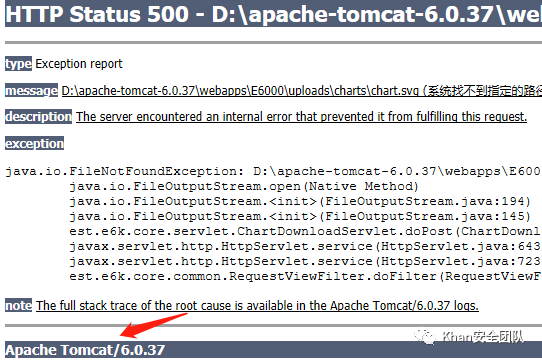 HTTP Status 500 - D:\apache-tomcat-6.0.37\we
type Exception report
message D:\apache-tomcat-6.0.37\webapps\E6000\uploads\charts\chart.svg (系统找不到指定的路径
description The server encountered an internal error that prevented it from fulfilling this request.
exception
java.io.FileNotFoundException: D:\apache-tomcat-6.0.37\webapps\E600
java.io.FileOutputStream.open(Native Method)
java.io.FileOutputStream.<init>(FileOutputStream.java:194)
java.io.FileOutputStream.<init>(FileOutputStream.java:145)
est.e6k.core.servlet.ChartDownloadServlet.doPost(ChartDownl
javax.servlet.http.HttpServlet.service(HttpServlet.java:643
javax.servlet.http.HttpServlet.service(HttpServlet.java:723
est.e6k.core.common.RequestViewFilter.doFilter(RequestViewF
note The full stack trace of the root cause is available in the Apache Tomcat/6.0.37 logs.
Apache Tomcat/6.0.37
Khan安全团队